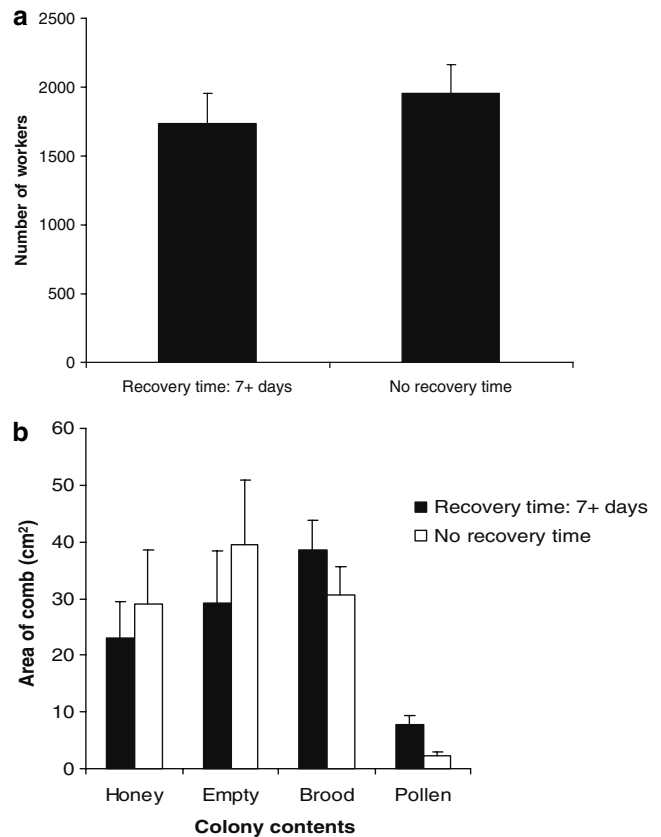 a
Number of workers
2500
2000
1500
1000
500
0
Recovery time: 7+ days
No recovery time
b
Area of comb (cm²)
60
50
40
30
20
10
0
Recovery time: 7+ days
No recovery time
Honey
Empty
Brood
Pollen
Colony contents